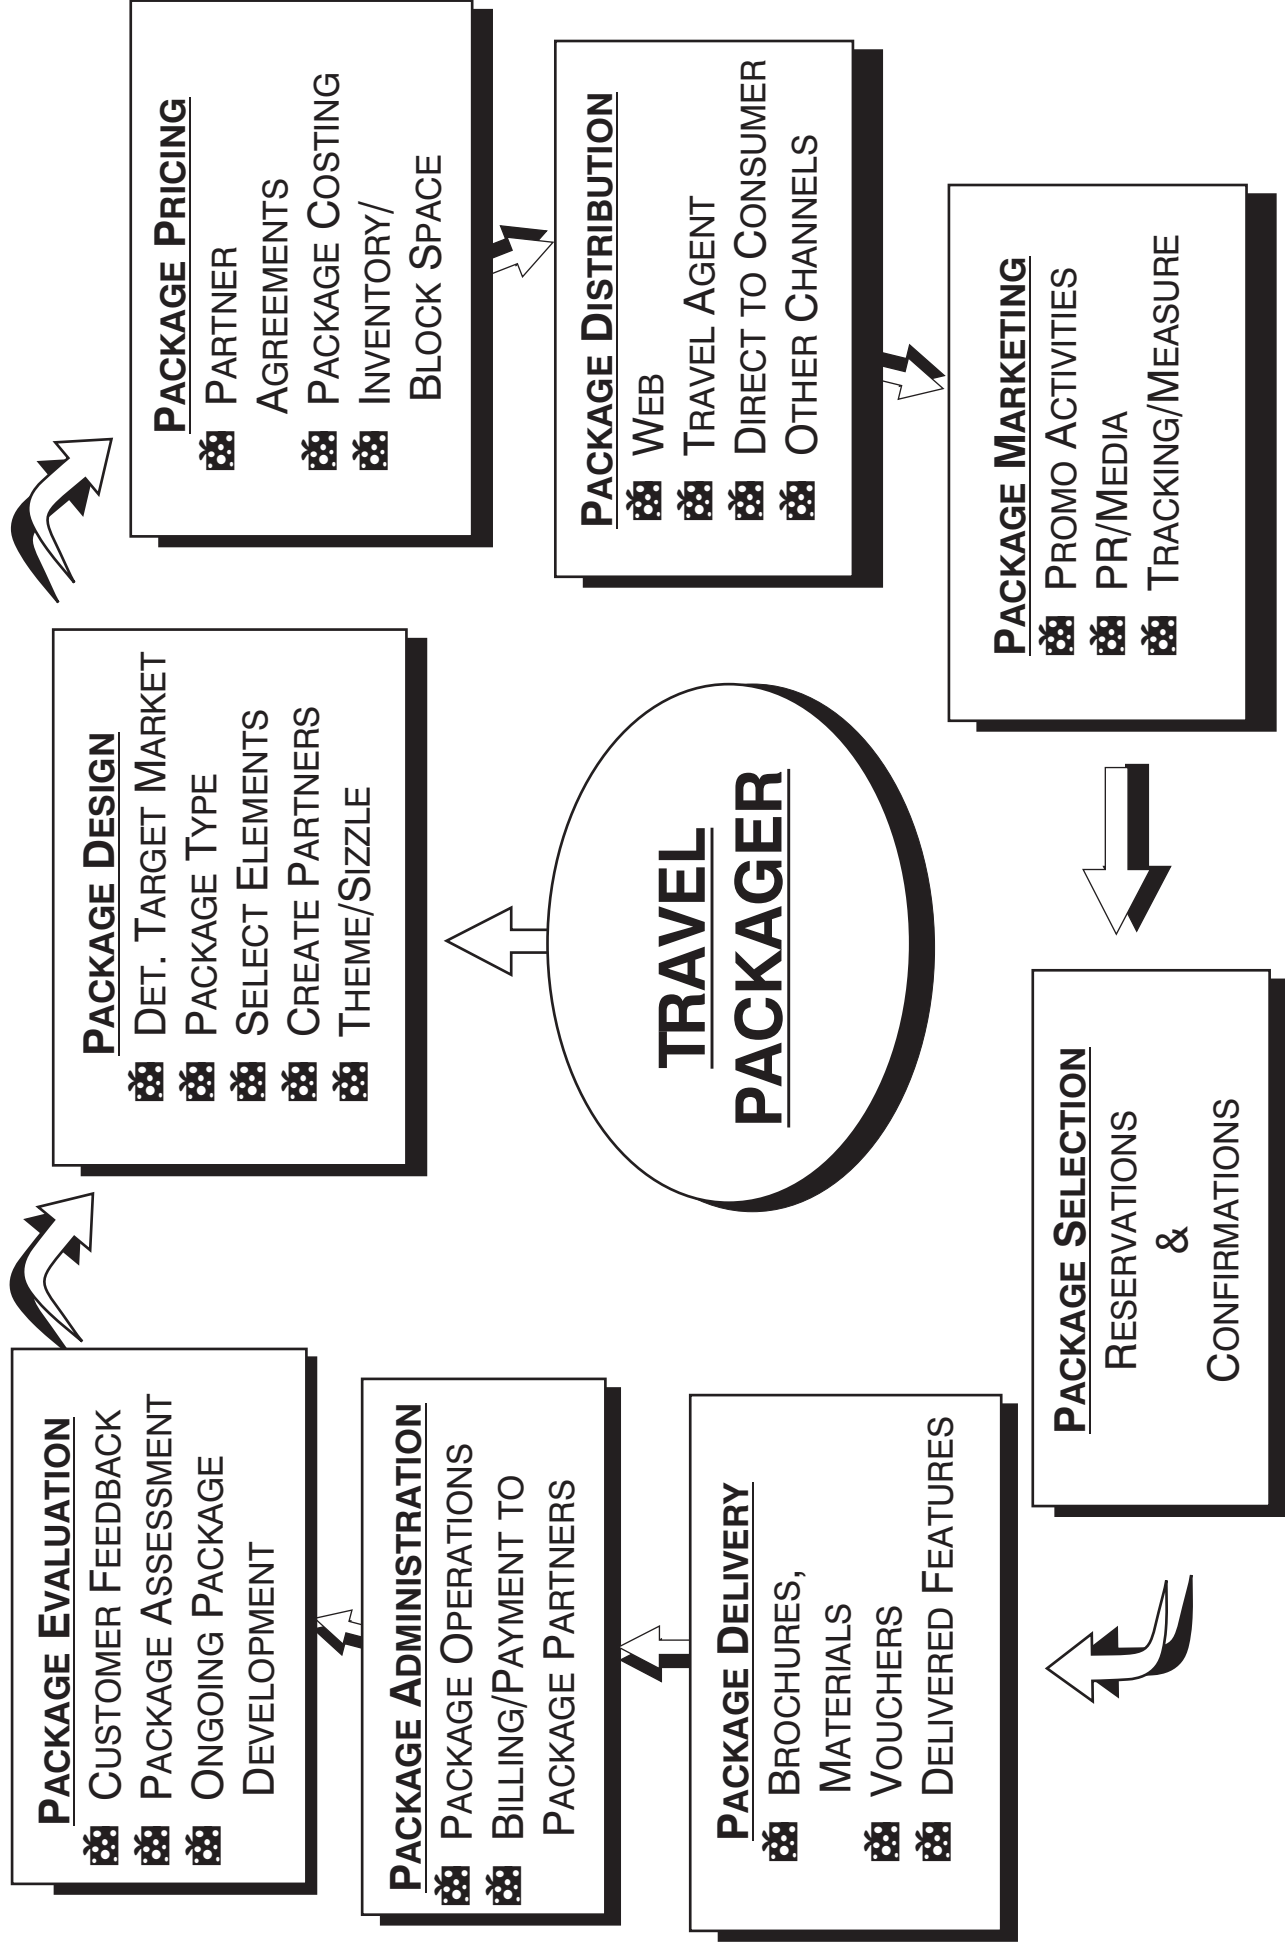 TRAVEL
PACKAGER
PACKAGE DESIGN
DET. TARGET MARKET
PACKAGE TYPE
SELECT ELEMENTS
CREATE PARTNERS
THEME/SIZZLE
PACKAGE PRICING
PARTNER
AGREEMENTS
PACKAGE COSTING
INVENTORY/
BLOCK SPACE
PACKAGE DISTRIBUTION
WEB
TRAVEL AGENT
DIRECT TO CONSUMER
OTHER CHANNELS
PACKAGE MARKETING
PROMO ACTIVITIES
PR/MEDIA
TRACKING/MEASURE
PACKAGE SELECTION
RESERVATIONS
&
CONFIRMATIONS
PACKAGE DELIVERY
BROCHURES,
MATERIALS
VOUCHERS
DELIVERED FEATURES
PACKAGE ADMINISTRATION
PACKAGE OPERATIONS
BILLING/PAYMENT TO
PACKAGE PARTNERS
PACKAGE EVALUATION
CUSTOMER FEEDBACK
PACKAGE ASSESSMENT
ONGOING PACKAGE
DEVELOPMENT